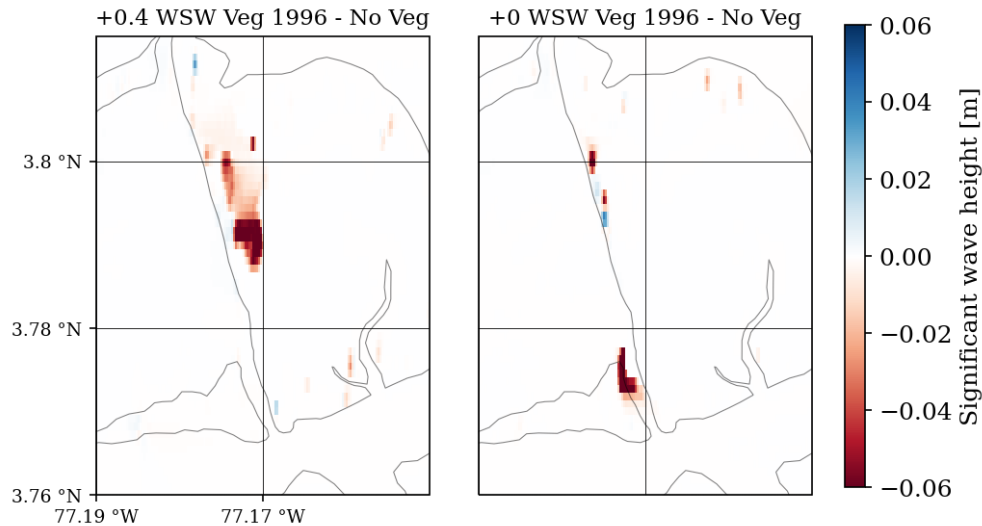 +0.4 WSW Veg 1996 - No Veg
+0 WSW Veg 1996 - No Veg
3.8 °N
3.78 °N
3.76 °N
77.19 °W
77.17 °W
0.06
0.04
0.02
0.00
−0.02
−0.04
−0.06
Significant wave height [m]